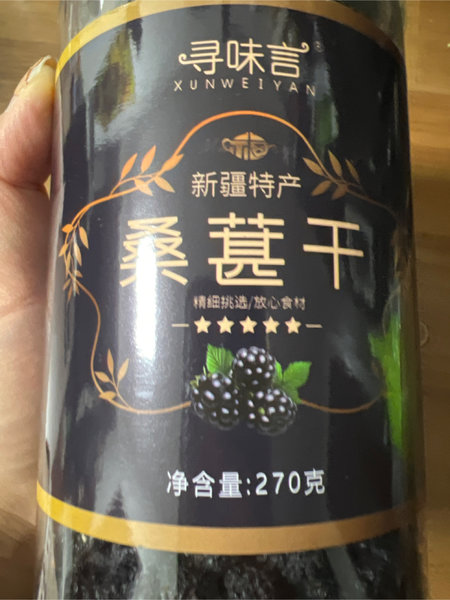 寻味言
XUNWEIYAN
新疆特产
桑葚干
精细挑选/放心食材
净含量:270克